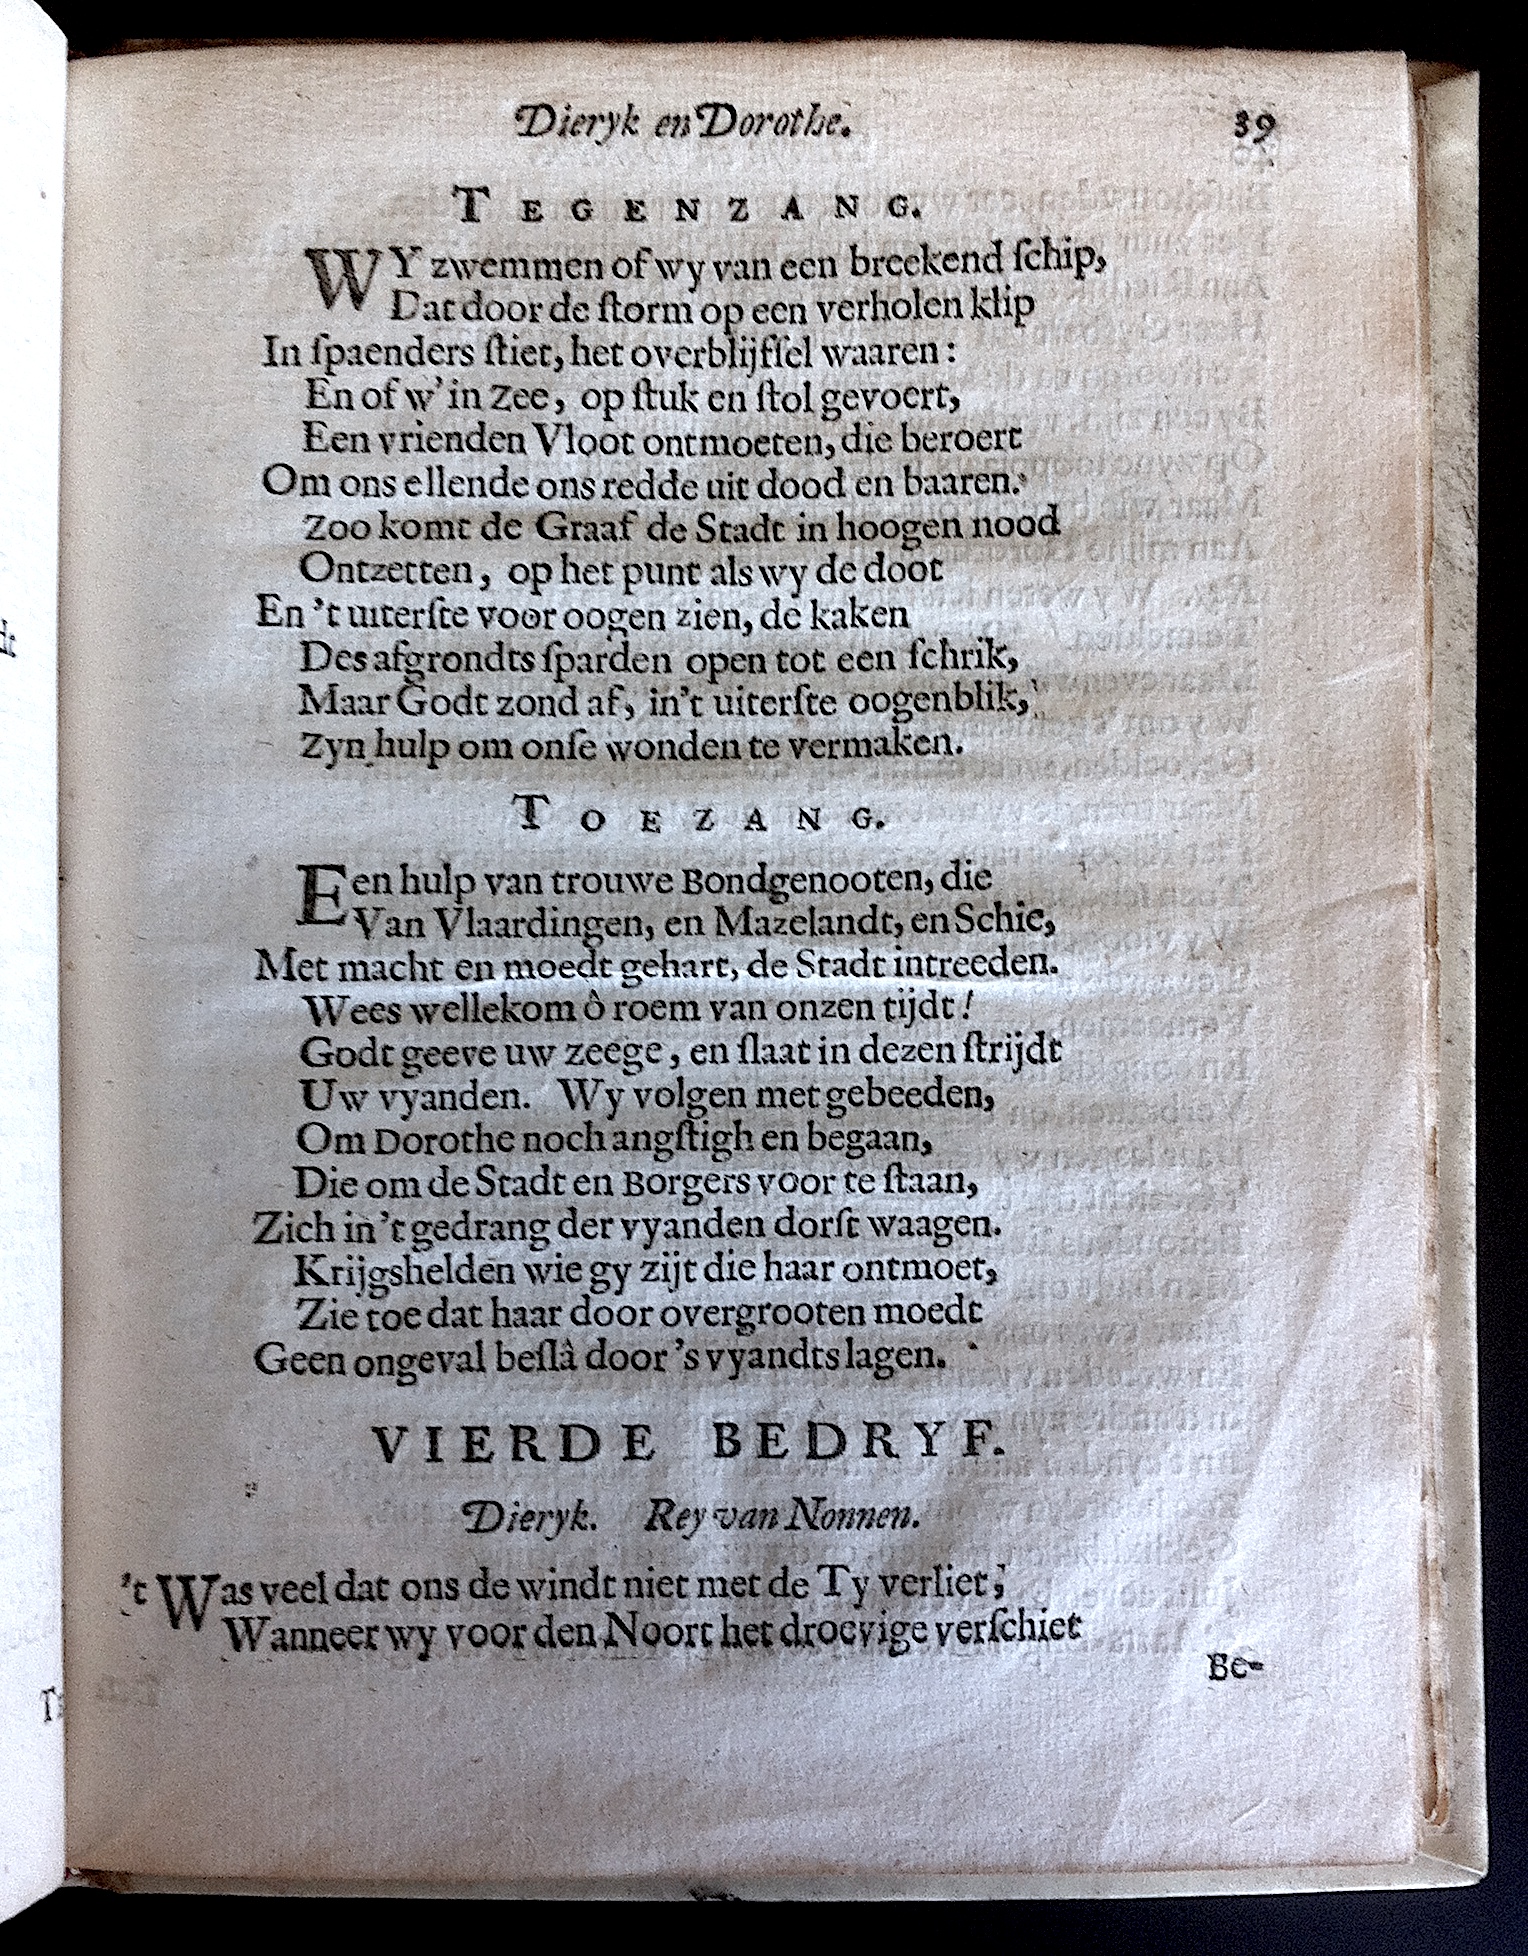 Dieryk en Dorothe. 39
TEGENZANG.
WY zwemmen of wy van een breekend ſchip,
Dat door de ſtorm op een verholen klip
In ſpaenders ſtiet, het overblijfſel waaren:
En of w' in Zee, op ſtuk en ſtol gevoert,
Een vrienden Vloot ontmoeten, die beroert
Om ons ellende ons redde uit dood en baaren.
Zoo komt de Graaf de Stadt in hoogen nood
Ontzetten, op het punt als wy de doot
En 't uiterſte voor oogen zien, de kaken
Des afgrondts ſparden open tot een ſchrik,
Maar Godt zond af, in't uiterſte oogenblik,
Zyn hulp om onſe wonden te vermaken.
TOEZANG.
Een hulp van trouwe Bondgenooten, die
Van Vlaardingen, en Mazelandt, en Schie,
Met macht en moedt gehart, de Stadt intreeden.
Wees wellekom ô roem van onzen tijdt!
Godt geeve uw zeege, en ſlaat in dezen ſtrijdt
Uw vyanden. Wy volgen met gebeeden,
Om Dorothe noch angſtigh en begaan,
Die om de Stadt en Borgers voor te ſtaan,
Zich in 't gedrang der vyanden dorſt waagen.
Krijgshelden wie gy zijt die haar ontmoet,
Zie toe dat haar door overgrooten moedt
Geen ongeval beſlâ door 's vyandts lagen.
VIERDE BEDRYF.
Dieryk. Rey van Nonnen.
't Was veel dat ons de windt niet met de Ty verliet,
Wanneer wy voor den Noort het droevige verſchiet
Be-